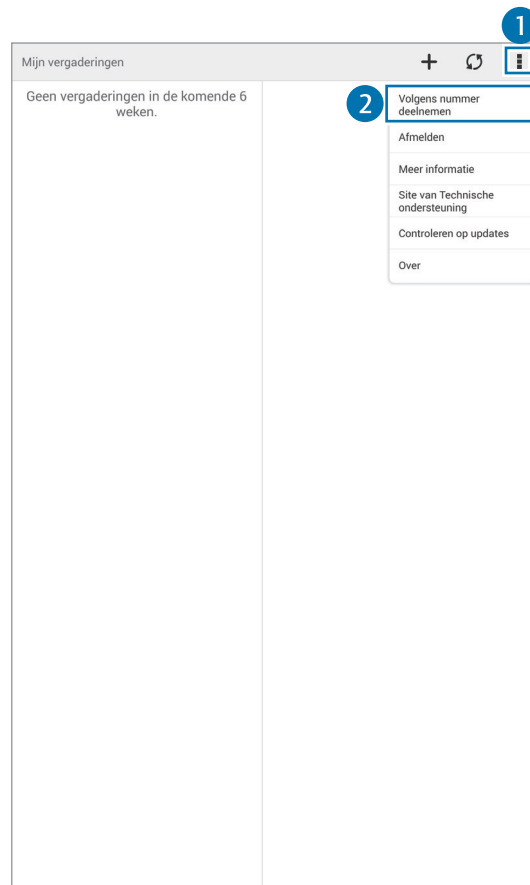 1
Mijn vergaderingen
Geen vergaderingen in de komende 6
weken.
2
Volgens nummer
deelnemen
Afmelden
Meer informatie
Site van Technische
ondersteuning
Controleren op updates
Over